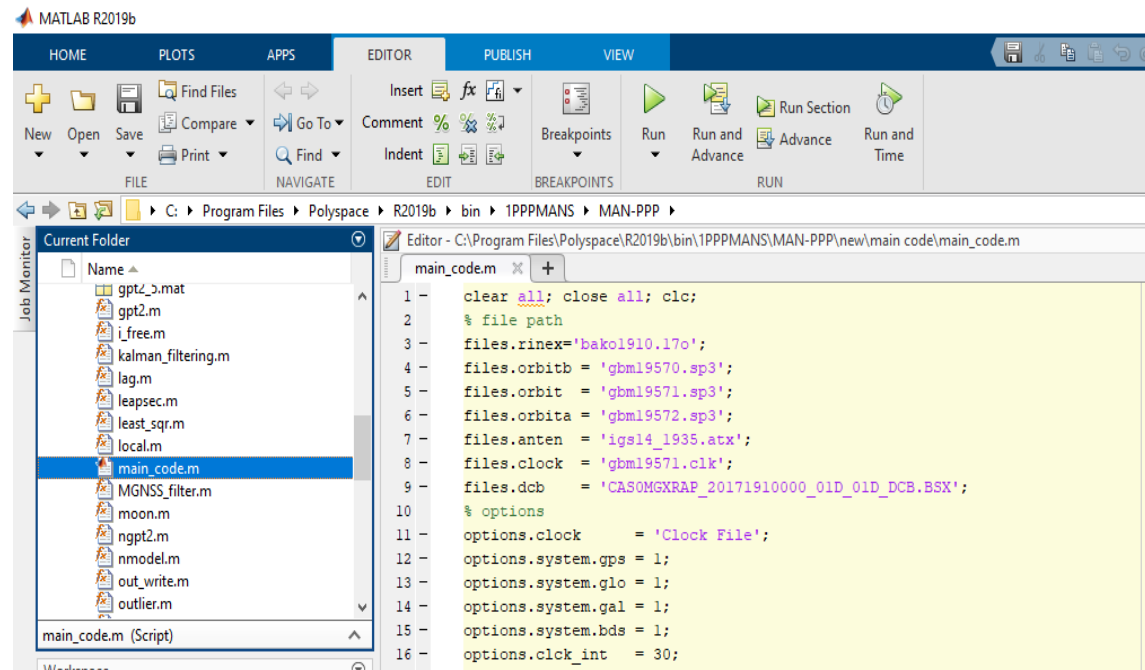 MATLAB R2019b
HOME PLOTS APPS EDITOR PUBLISH VIEW
New Open Save Find Files Compare Print
Go To Find
Insert fx Comment % Indent
Breakpoints
Run Run and Advance Run Section Advance Run and Time
FILE NAVIGATE EDIT BREAKPOINTS RUN
C: Program Files Polyspace R2019b bin 1PPPMANS MAN-PPP
Job Monitor
Current Folder
Name
gpt2_5.mat
gpt2.m
i_free.m
kalman_filtering.m
lag.m
leapsec.m
least_sqr.m
local.m
main_code.m
MGNSS_filter.m
moon.m
ngpt2.m
nmodel.m
out_write.m
outlier.m
main_code.m (Script)
Workspace
Editor - C:\Program Files\Polyspace\R2019b\bin\1PPPMANS\MAN-PPP\new\main code\main_code.m
main_code.m
1 - clear all; close all; clc;
2 % file path
3 - files.rinex='bako1910.17o';
4 - files.orbitb = 'gbm19570.sp3';
5 - files.orbit = 'gbm19571.sp3';
6 - files.orbita = 'gbm19572.sp3';
7 - files.anten = 'igs14_1935.atx';
8 - files.clock = 'gbm19571.clk';
9 - files.dcb = 'CAS0MGXRAP_20171910000_01D_01D_DCB.BSX';
10 % options
11 - options.clock = 'Clock File';
12 - options.system.gps = 1;
13 - options.system.glo = 1;
14 - options.system.gal = 1;
15 - options.system.bds = 1;
16 - options.clck_int = 30;